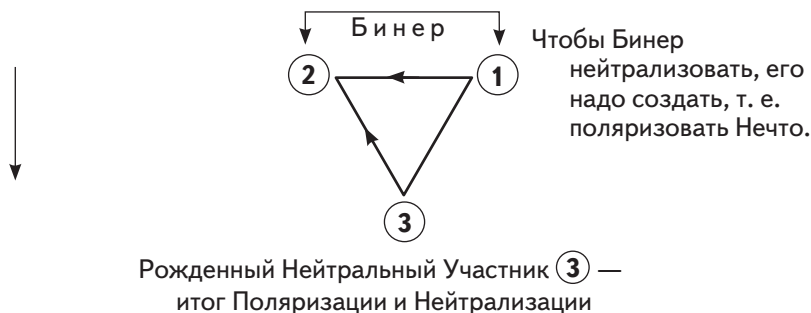 Бинер
2
1
Чтобы Бинер
нейтрализовать, его
надо создать, т. е.
поляризовать Нечто.
3
Рожденный Нейтральный Участник 3 —
итог Поляризации и Нейтрализации